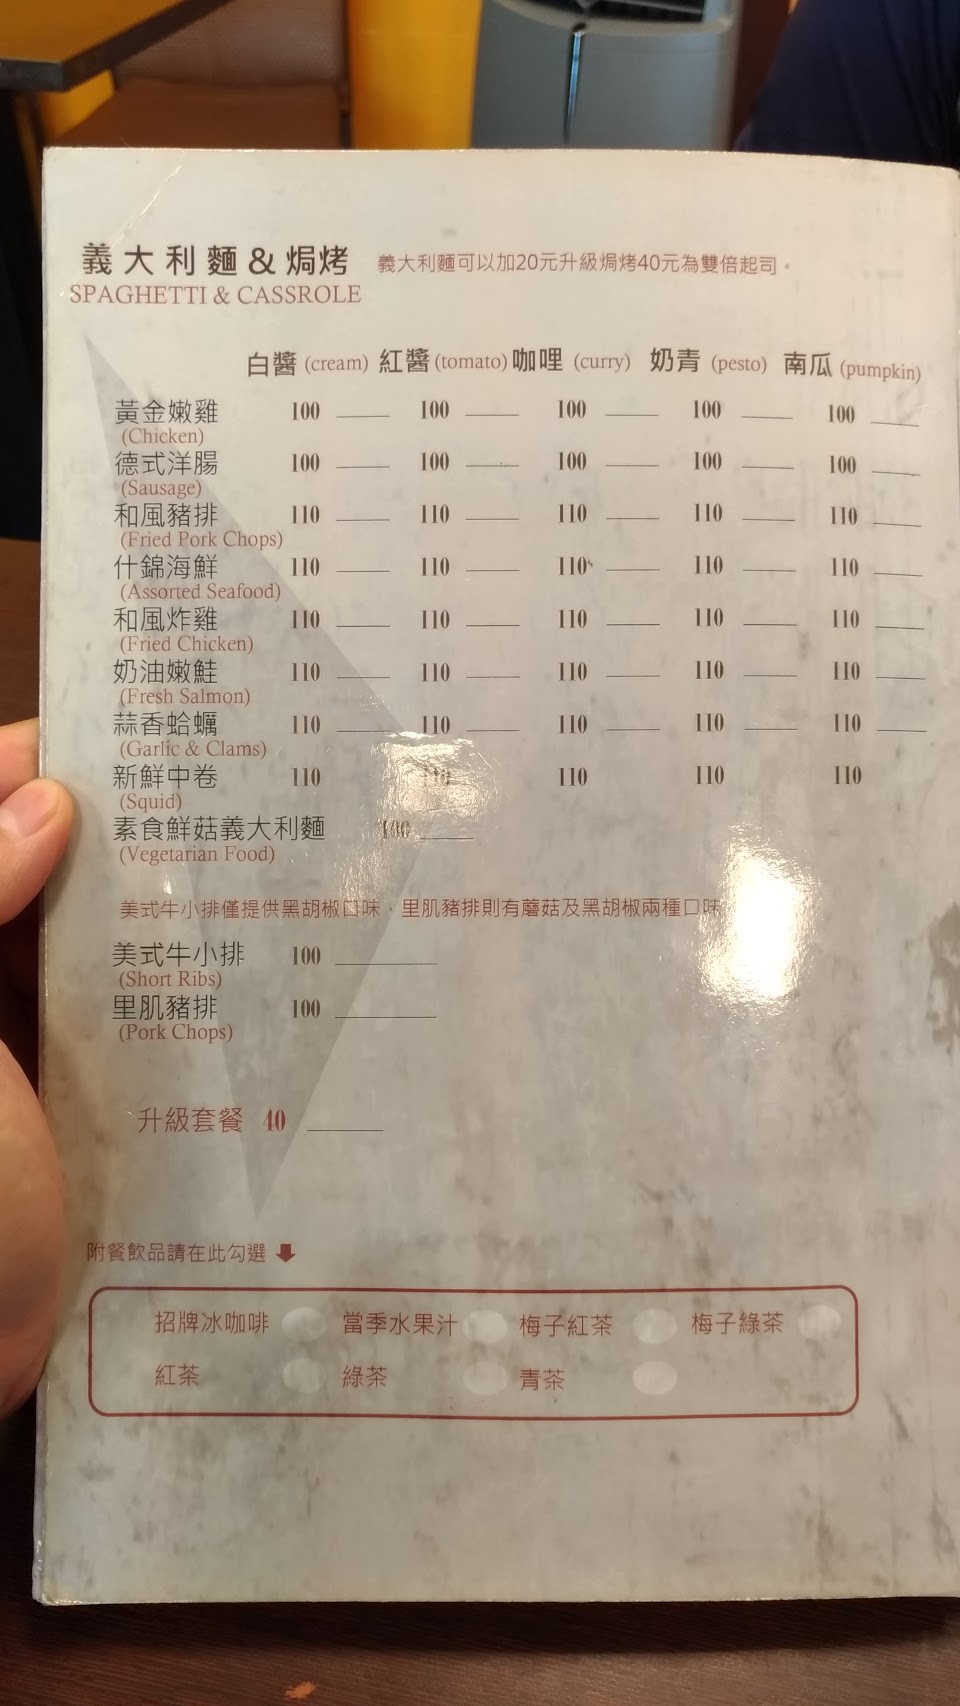 義大利麵&焗烤 義大利麵可以加20元升級焗烤40元為雙倍起司。
SPAGHETTI & CASSROLE
白醬 (cream) 紅醬 (tomato) 咖哩 (curry) 奶青 (pesto) 南瓜 (pumpkin)
黃金嫩雞 100 100 100 100 100
(Chicken)
德式洋腸 100 100 100 100 100
(Sausage)
和風豬排 110 110 110 110 110
(Fried Pork Chops)
什錦海鮮 110 110 110 110 110
(Assorted Seafood)
和風炸雞 110 110 110 110 110
(Fried Chicken)
奶油嫩鮭 110 110 110 110 110
(Fresh Salmon)
蒜香蛤蠣 110 110 110 110 110
(Garlic & Clams)
新鮮中卷 110 110 110 110 110
(Squid)
素食鮮菇義大利麵 100
(Vegetarian Food)
美式牛小排僅提供黑胡椒口味，里肌豬排則有蘑菇及黑胡椒兩種口味
美式牛小排 100
(Short Ribs)
里肌豬排 100
(Pork Chops)
升級套餐 40
附餐飲品請在此勾選
招牌冰咖啡 當季水果汁 梅子紅茶 梅子綠茶
紅茶 綠茶 青茶